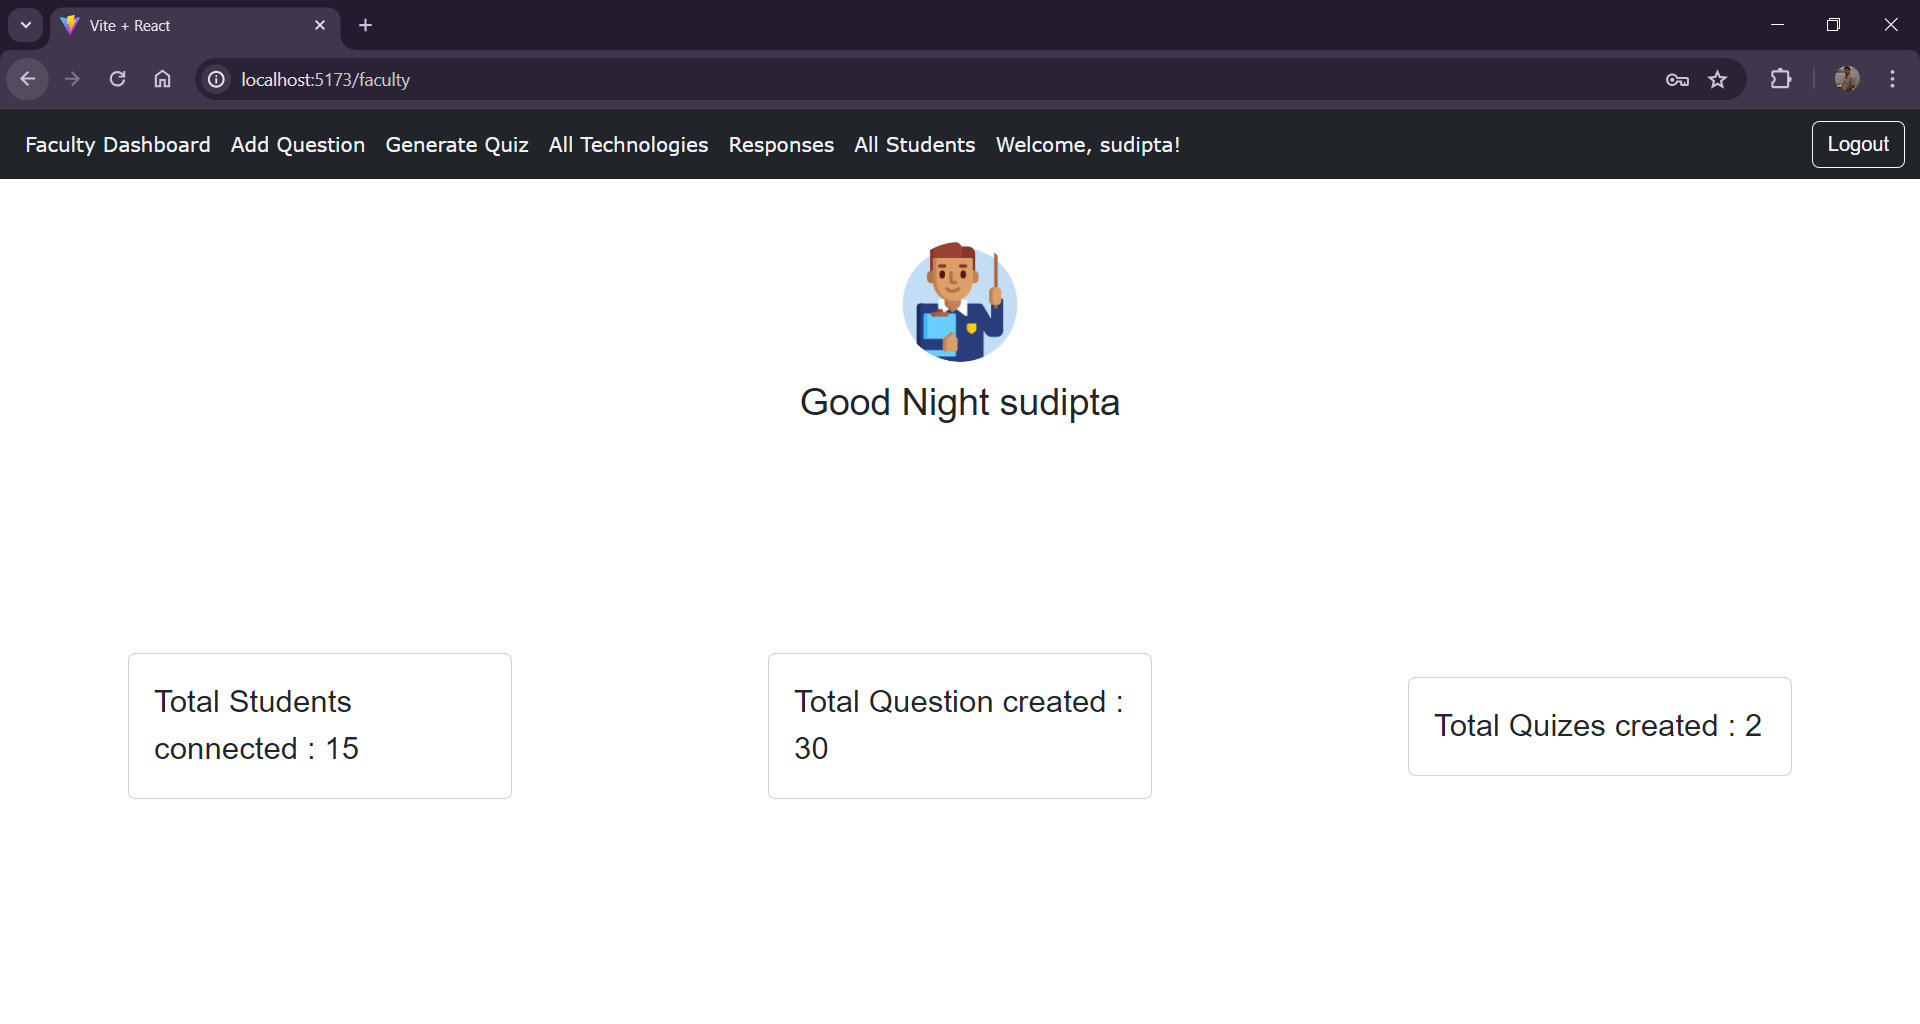 Vite + React
localhost:5173/faculty
Faculty Dashboard Add Question Generate Quiz All Technologies Responses All Students Welcome, sudipta! Logout
Good Night sudipta
Total Students
connected : 15
Total Question created :
30
Total Quizes created : 2